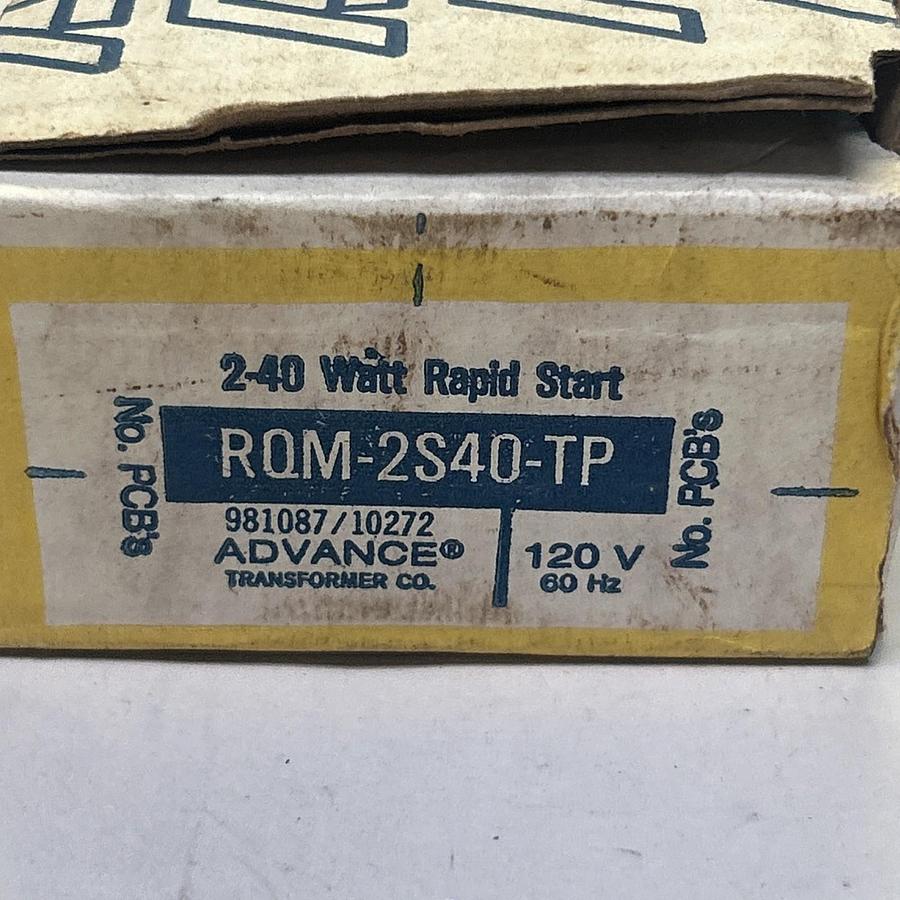 2-40 Watt Rapid Start
No. PCB's
RQM-2S40-TP
No. PCB's
981087/10272
ADVANCE®
TRANSFORMER CO.
120 V
60 Hz